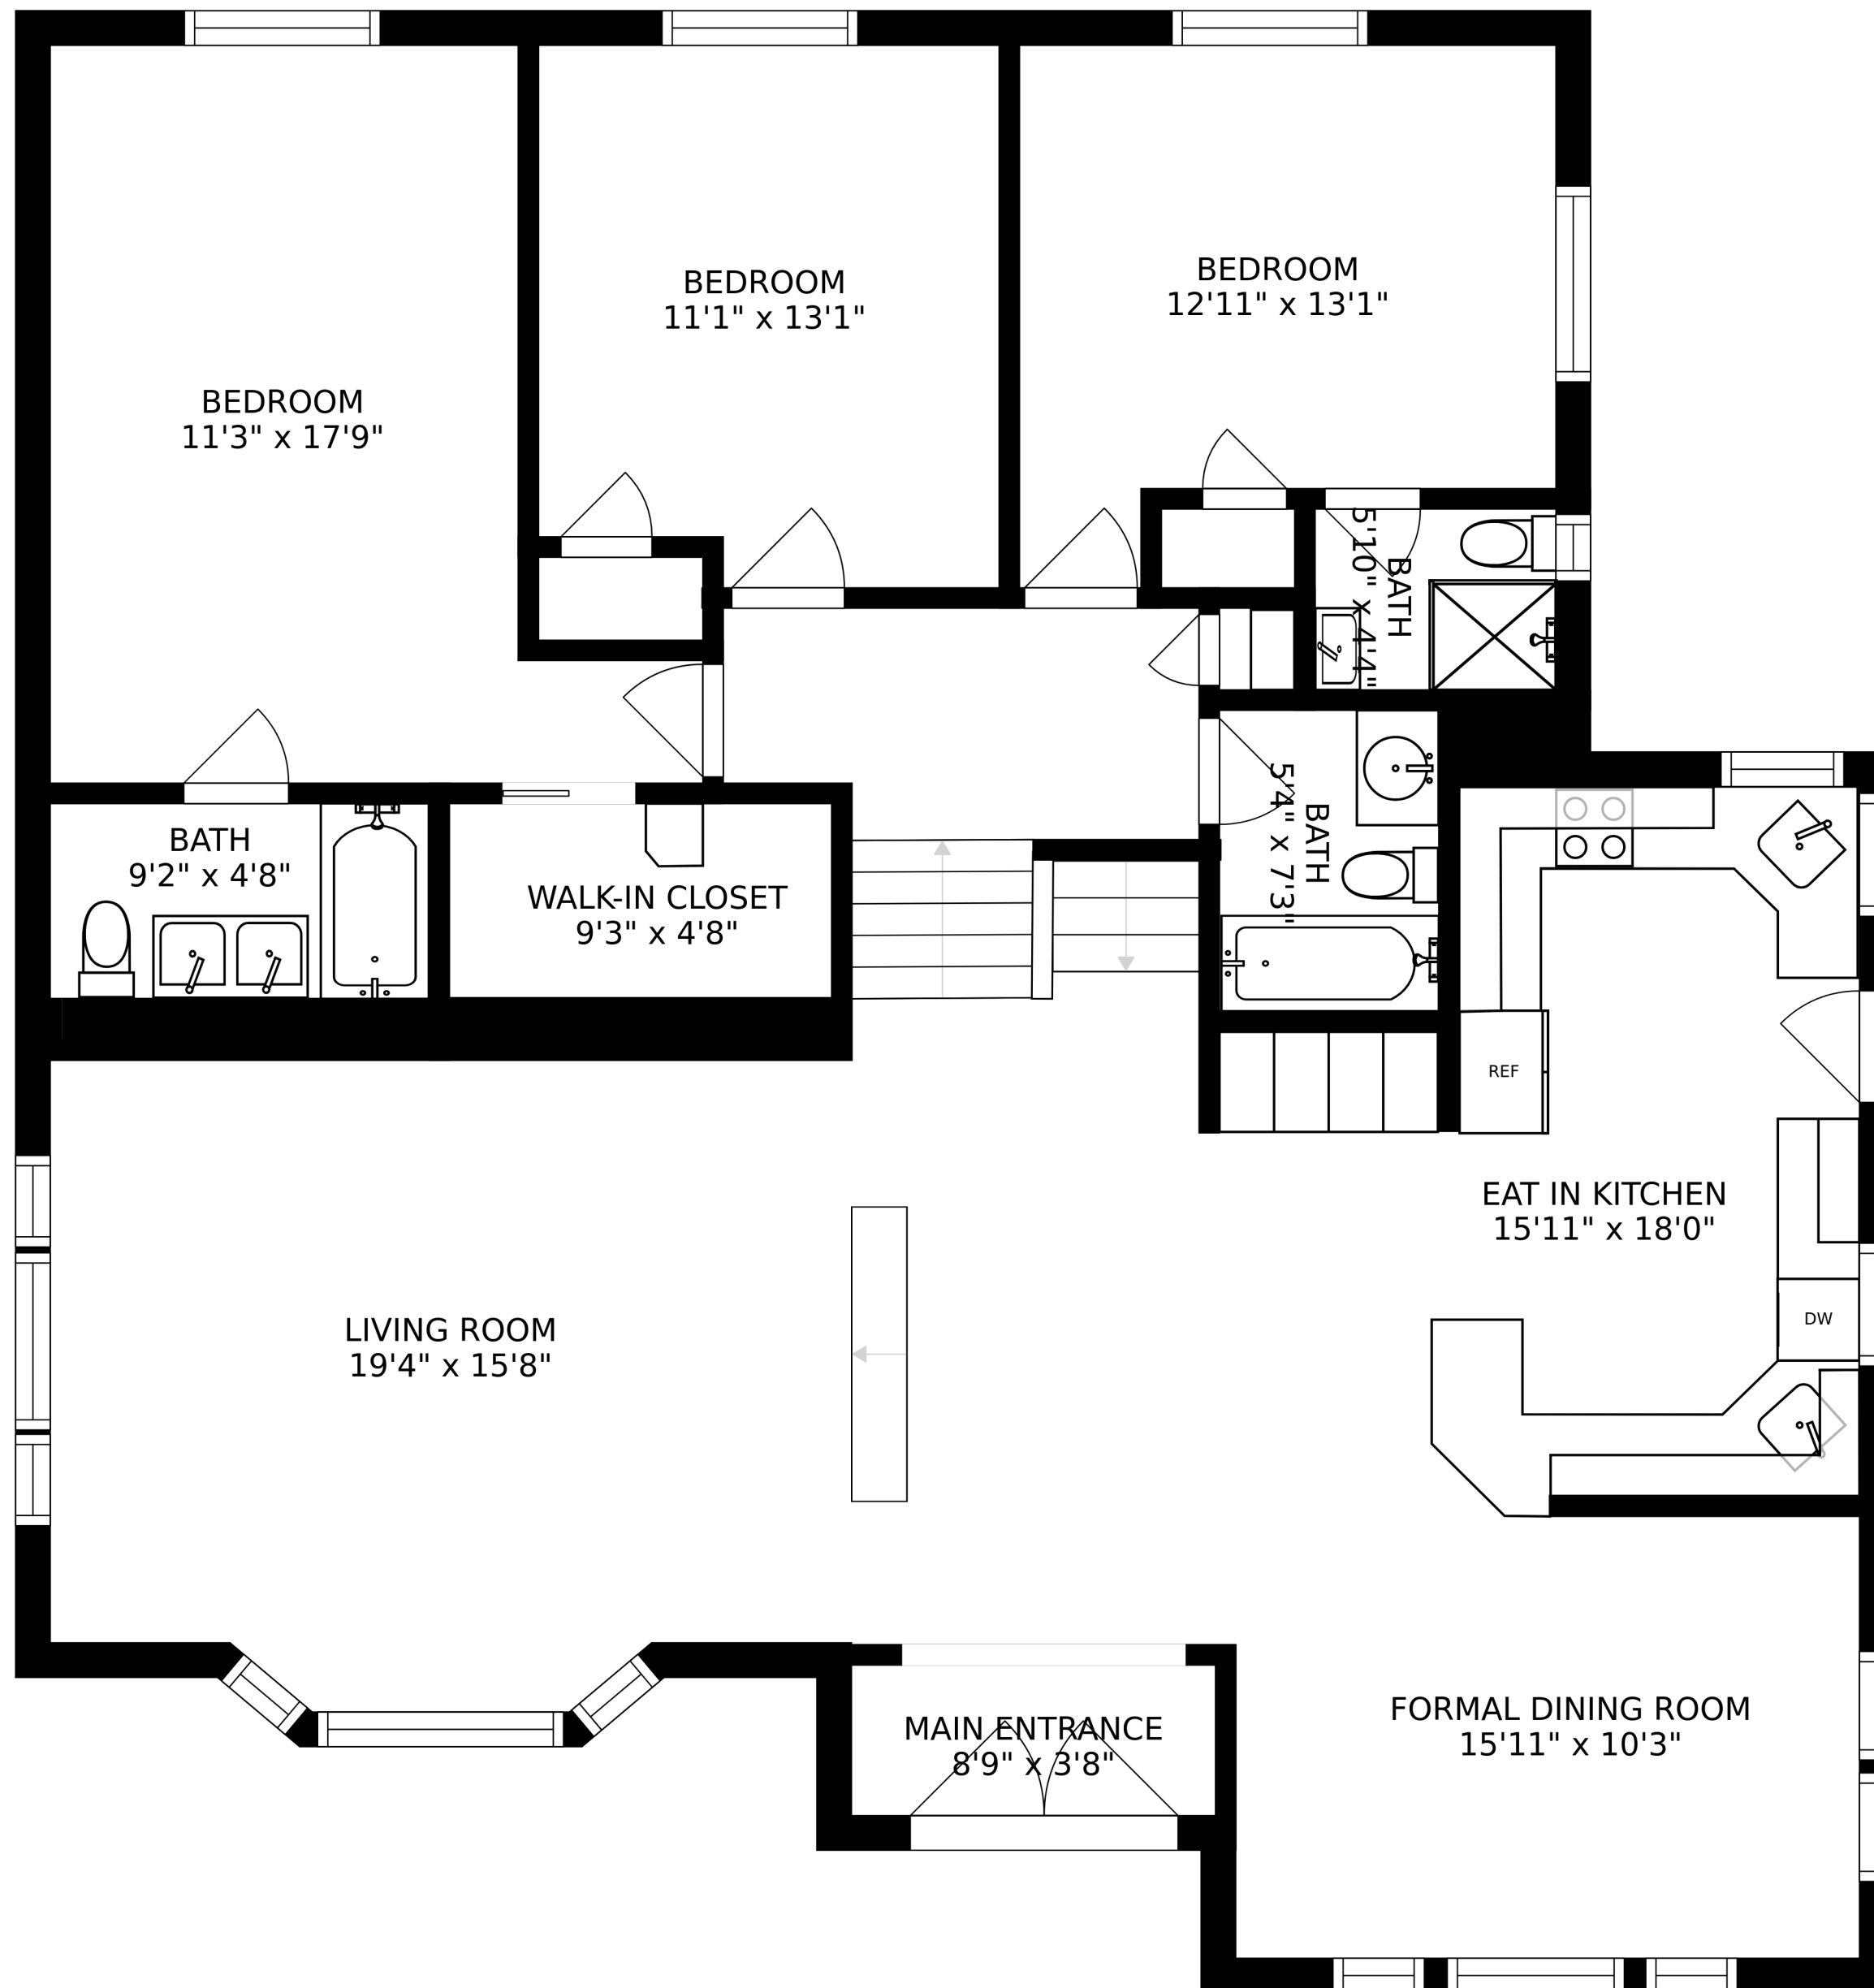 BEDROOM
12'11" x 13'1"
BEDROOM
11'1" x 13'1"
BEDROOM
11'3" x 17'9"
BATH
5'10" x 4'4"
BATH
5'4" x 7'3"
BATH
9'2" x 4'8"
WALK-IN CLOSET
9'3" x 4'8"
REF
EAT IN KITCHEN
15'11" x 18'0"
DW
LIVING ROOM
19'4" x 15'8"
FORMAL DINING ROOM
15'11" x 10'3"
MAIN ENTRANCE
8'9" x 3'8"